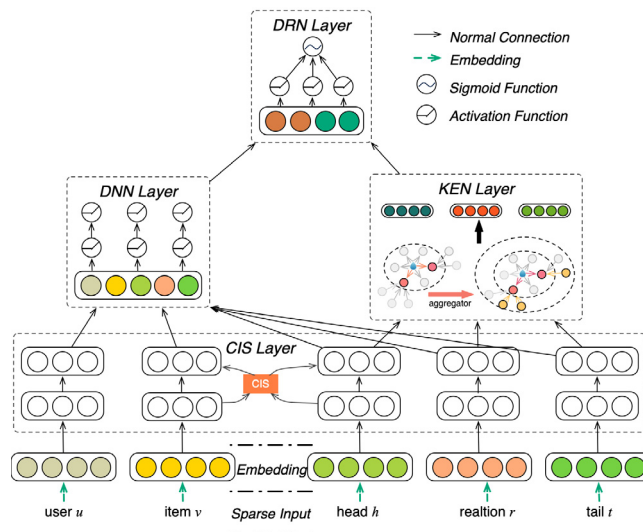 DRN Layer
Normal Connection
Embedding
Sigmoid Function
Activation Function
DNN Layer
KEN Layer
aggregator
CIS Layer
CIS
Embedding
user u
item v
Sparse Input
head h
realtion r
tail t